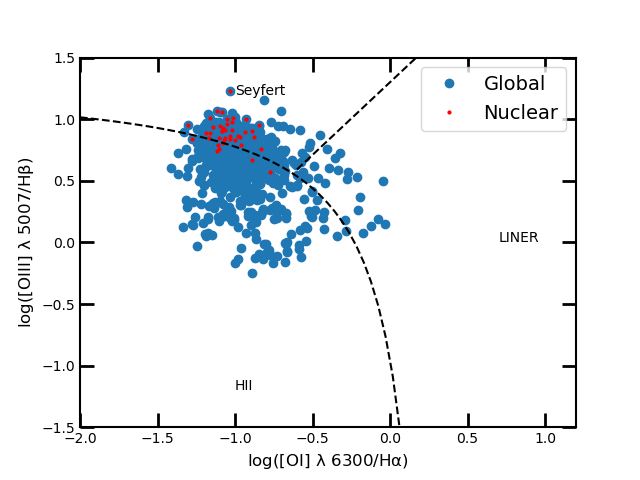 1.5
1.0
0.5
0.0
−0.5
−1.0
−1.5
log([OIII] λ 5007/Hβ)
Seyfert
Global
Nuclear
LINER
HII
−2.0 −1.5 −1.0 −0.5 0.0 0.5 1.0
log([OI] λ 6300/Hα)